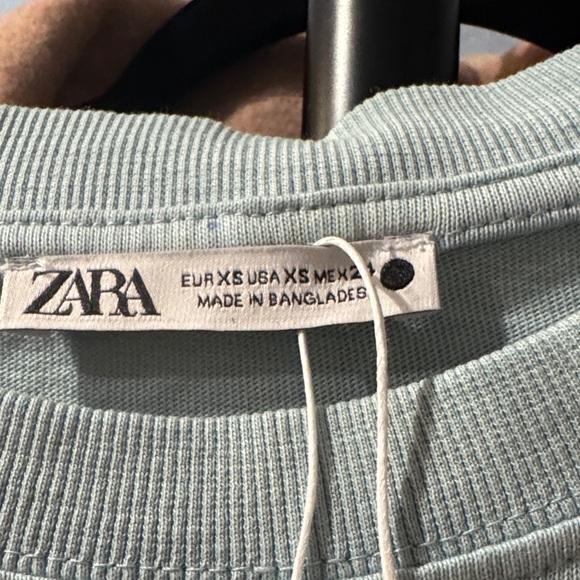 ZARA
EUR XS USA XS MEX 24
MADE IN BANGLADES